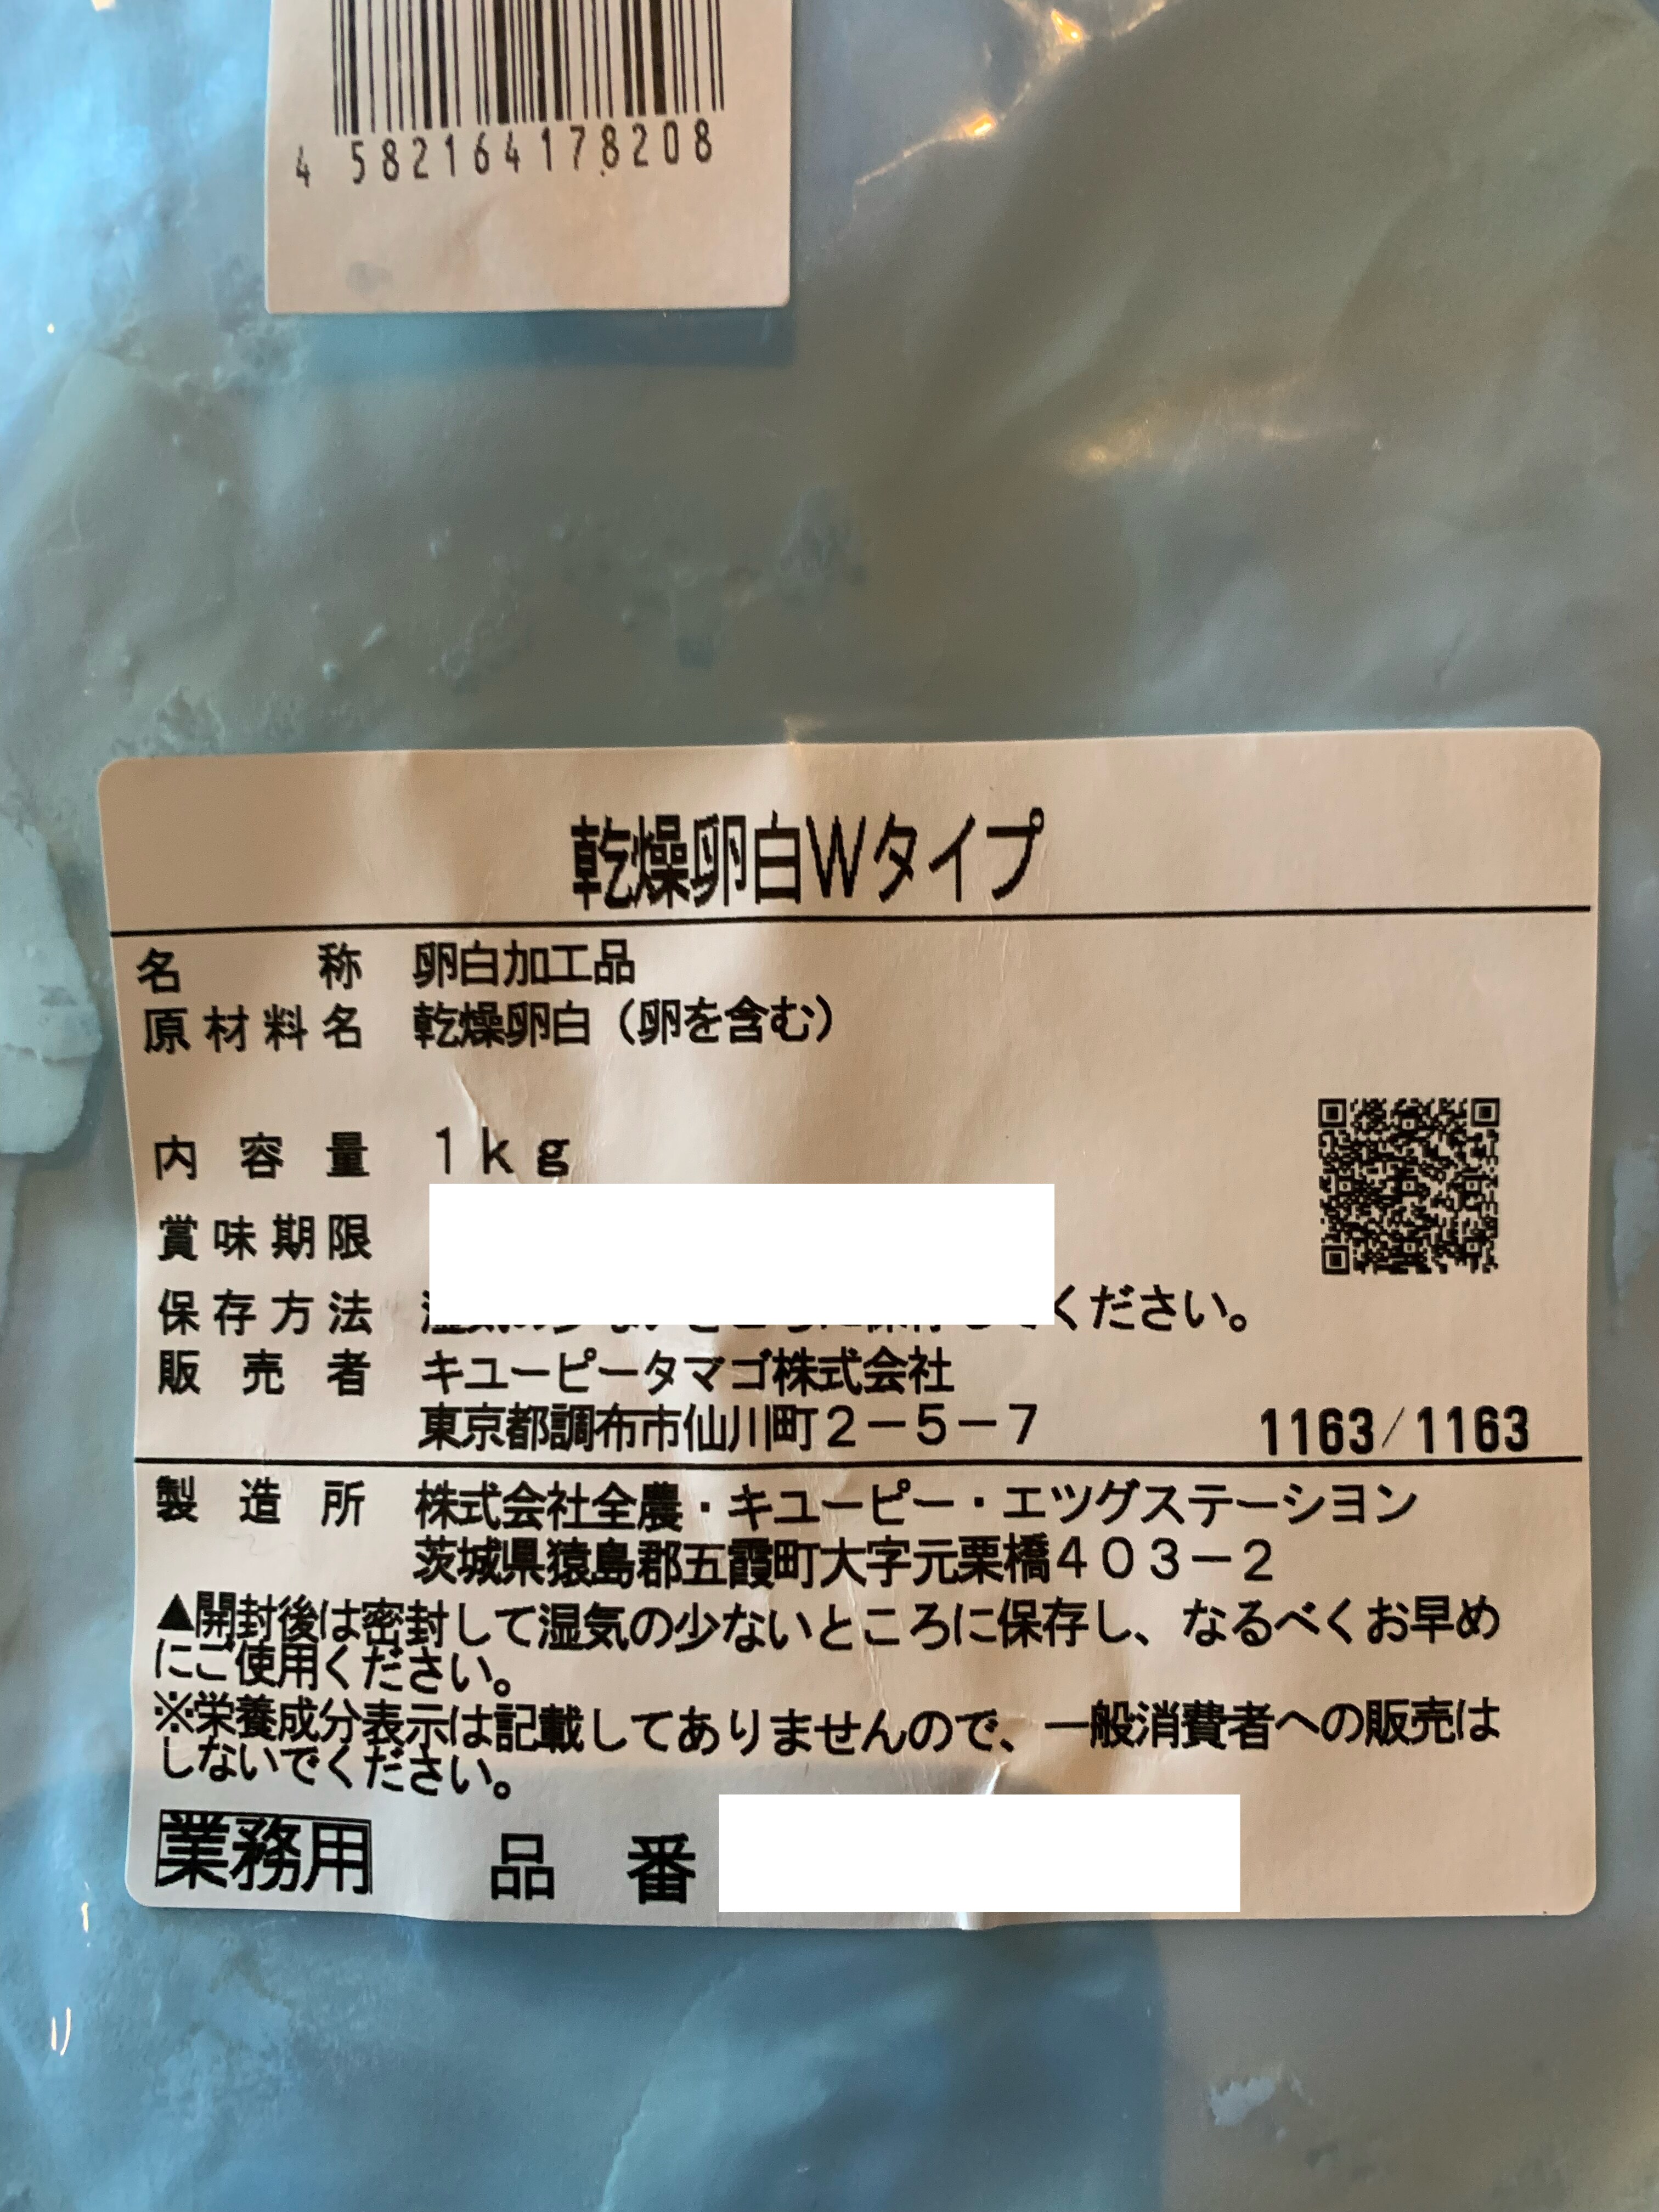 4 582164 178208
乾燥卵白Wタイプ
名称 卵白加工品
原材料名 乾燥卵白（卵を含む）
内容量 1kg
賞味期限
保存方法 ください。
販売者 キユーピータマゴ株式会社
東京都調布市仙川町2－5－7 1163/1163
製造所 株式会社全農・キユーピー・エツグステーシヨン
茨城県猿島郡五霞町大字元栗橋403－2
▲開封後は密封して湿気の少ないところに保存し、なるべくお早め
にご使用ください。
※栄養成分表示は記載してありませんので、一般消費者への販売は
しないでください。
業務用 品番